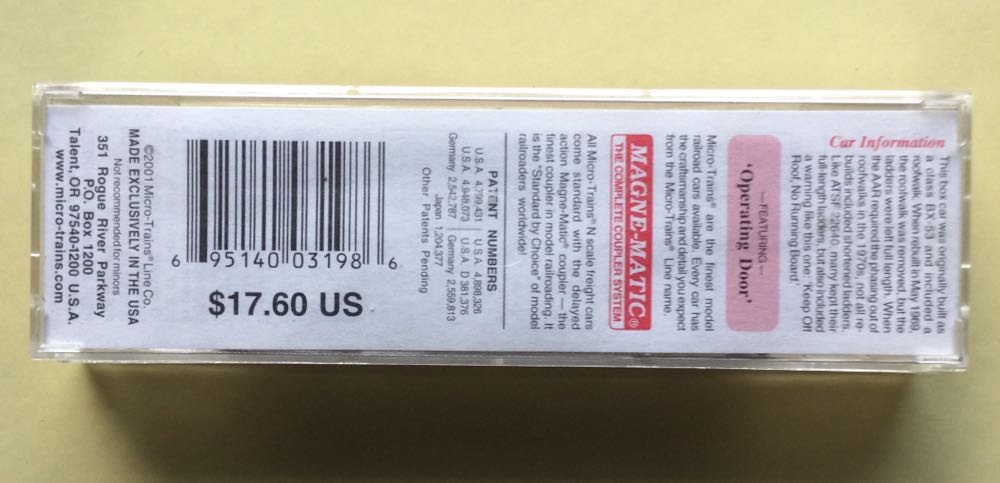 Car Information
This box car was originally built as
a class BX-53 and included a
roofwalk. When rebuilt in May 1969,
the roofwalk was removed, but the
ladders were left full length. When
the AAR required the phasing out of
roofwalks in the 1970s, not all re-
builds included shortened ladders.
Like ATSF 22640, many kept their
full-length ladders, but also included
a warning like this one: 'Keep Off
Roof, No Running Board.'
—FEATURING—
'Operating Door'
Micro-Trains® are the finest model
railroad cars available. Every car has
the craftsmanship and detail you expect
from the Micro-Trains® Line name.
MAGNE-MATIC®
THE COMPLETE COUPLER SYSTEM
All Micro-Trains® N scale freight cars
come standard with the delayed
action Magne-Matic® coupler—the
finest coupler in model railroading. It
is the "Standard by Choice" of model
railroaders worldwide!
PATENT NUMBERS
U.S.A. 4,799,431 U.S.A. 4,898,326
U.S.A. 4,948,073 U.S.A. D 381,376
Germany 2,542,787 Germany 2,559,813
Japan 1,204,377
Other Patents Pending
6 95140 03198 6
$17.60 US
©2001 Micro-Trains® Line Co.
MADE EXCLUSIVELY IN THE USA
Not recommended for minors
351 Rogue River Parkway
P.O. Box 1200
Talent, OR 97540-1200 U.S.A.
www.micro-trains.com